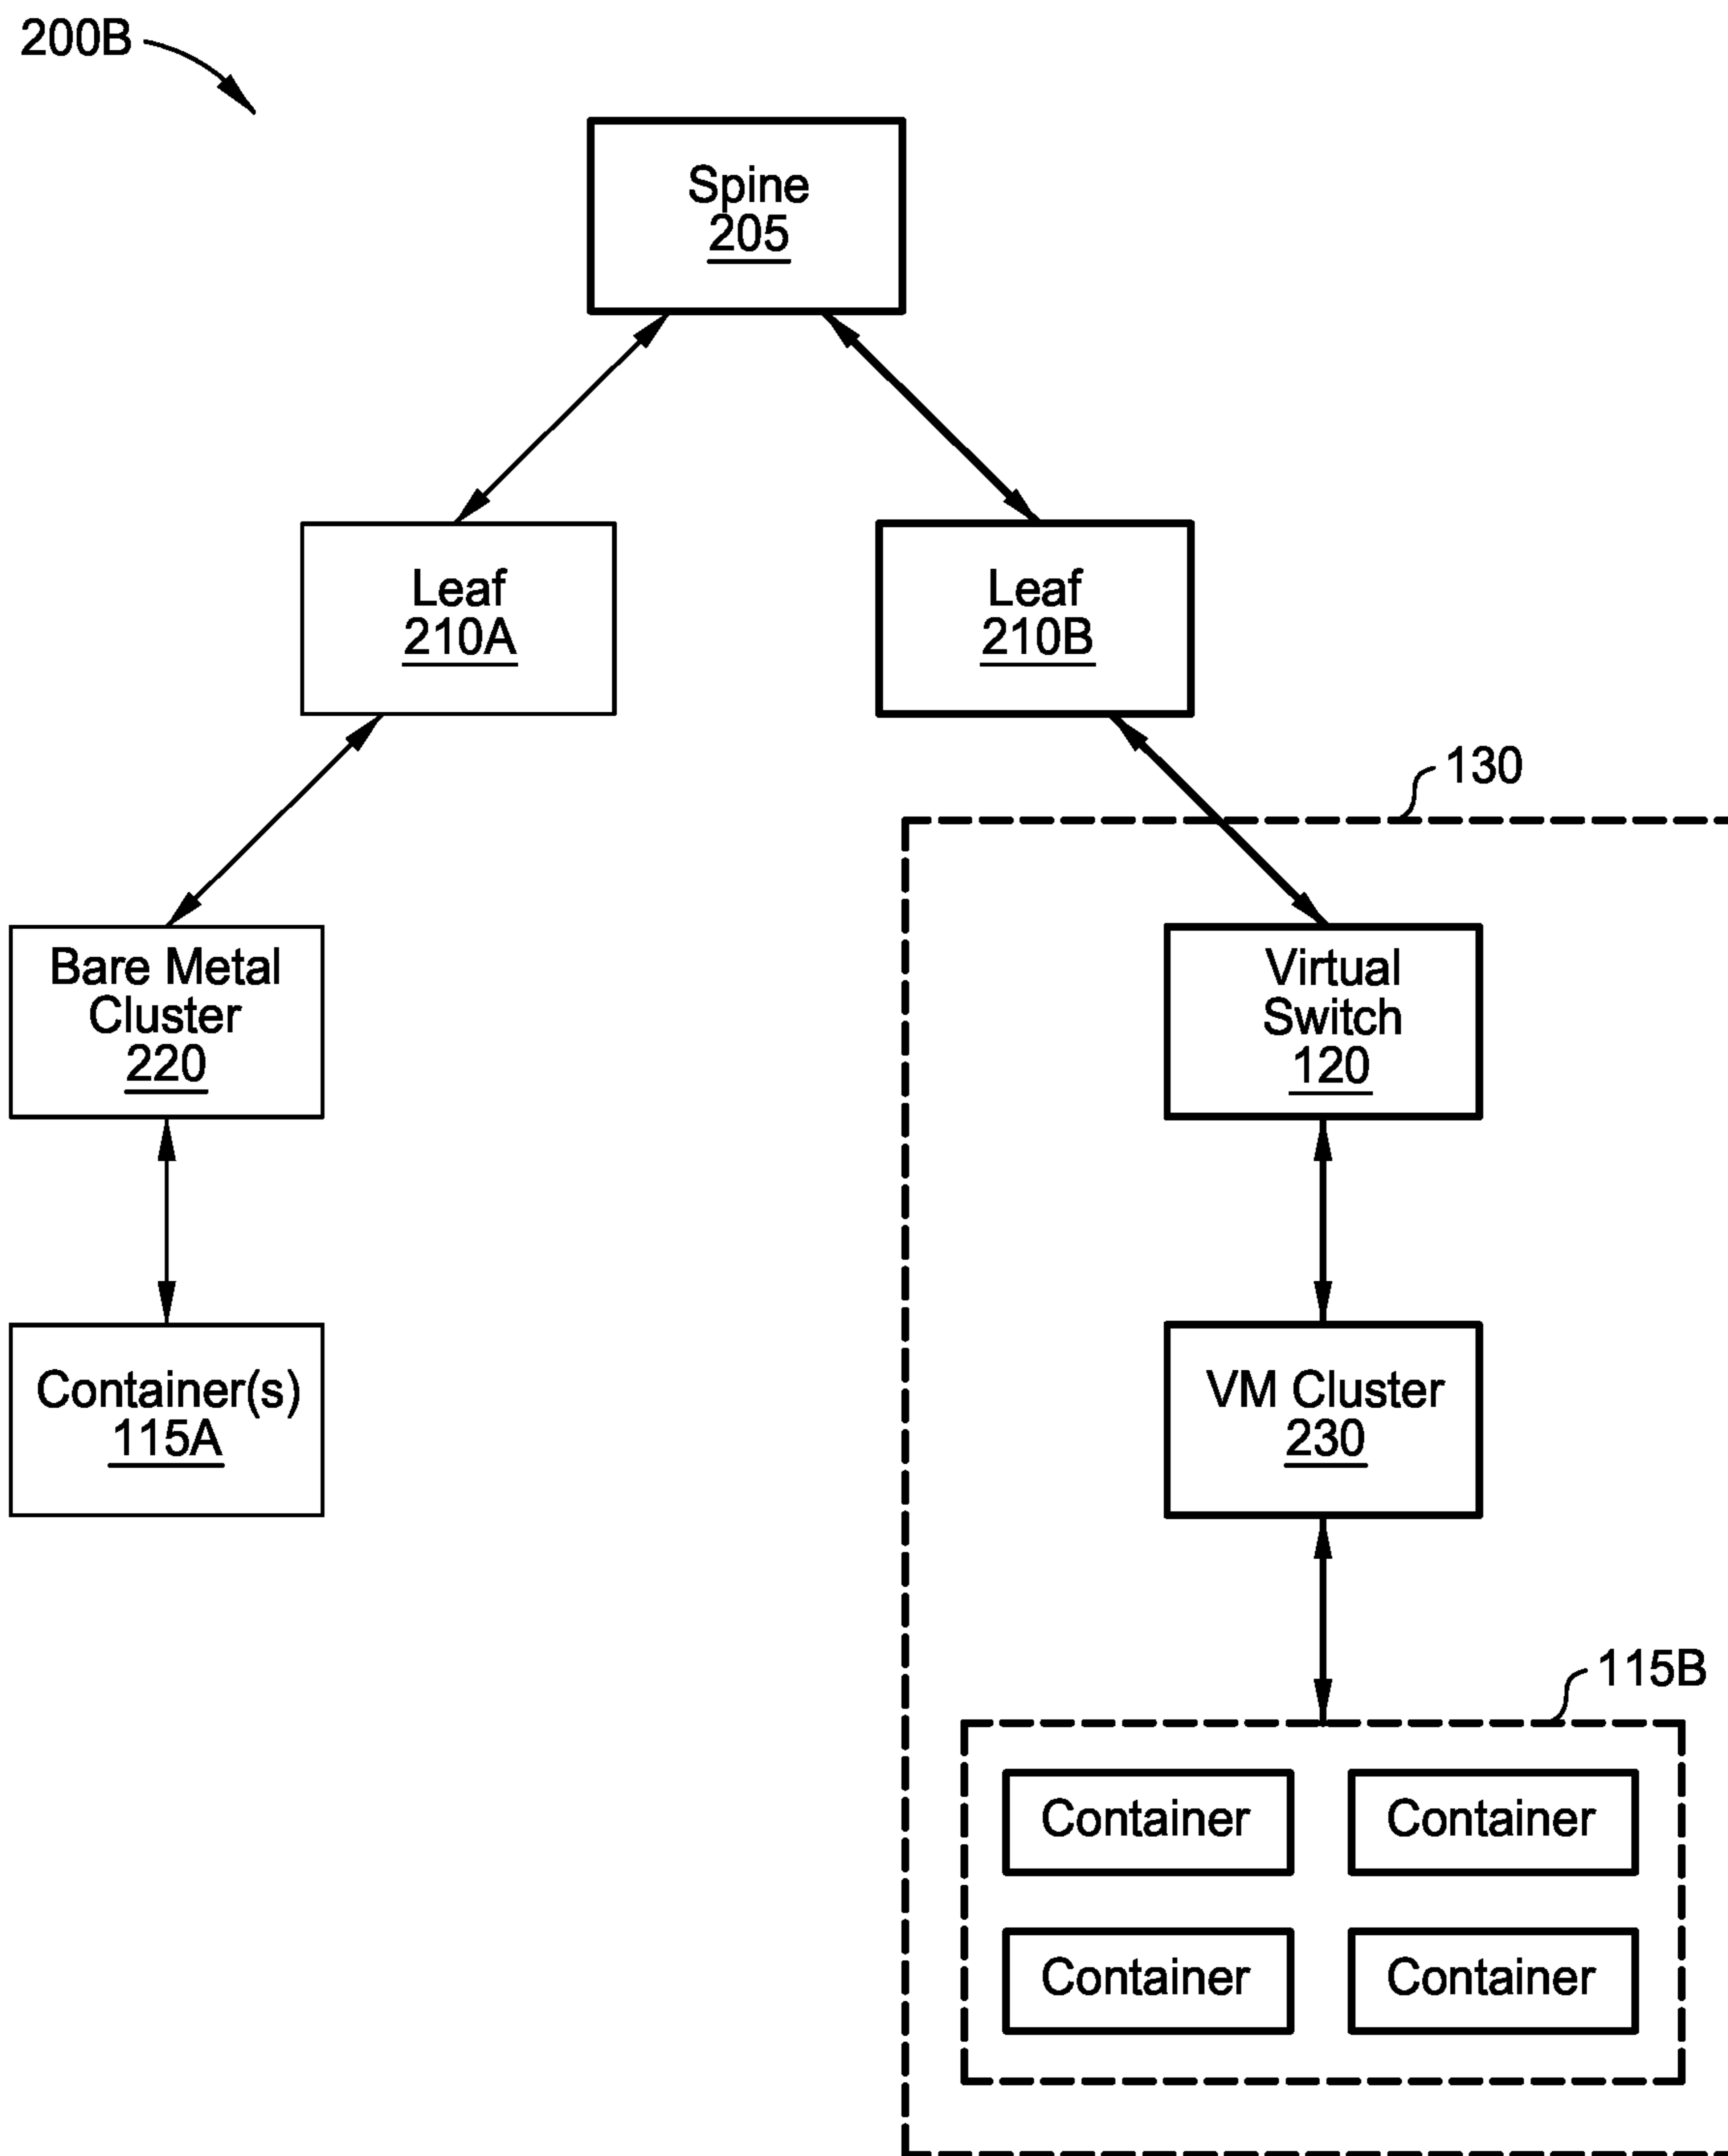 200B
Spine
205
Leaf
210A
Leaf
210B
130
Bare Metal
Cluster
220
Virtual
Switch
120
Container(s)
115A
VM Cluster
230
115B
Container
Container
Container
Container